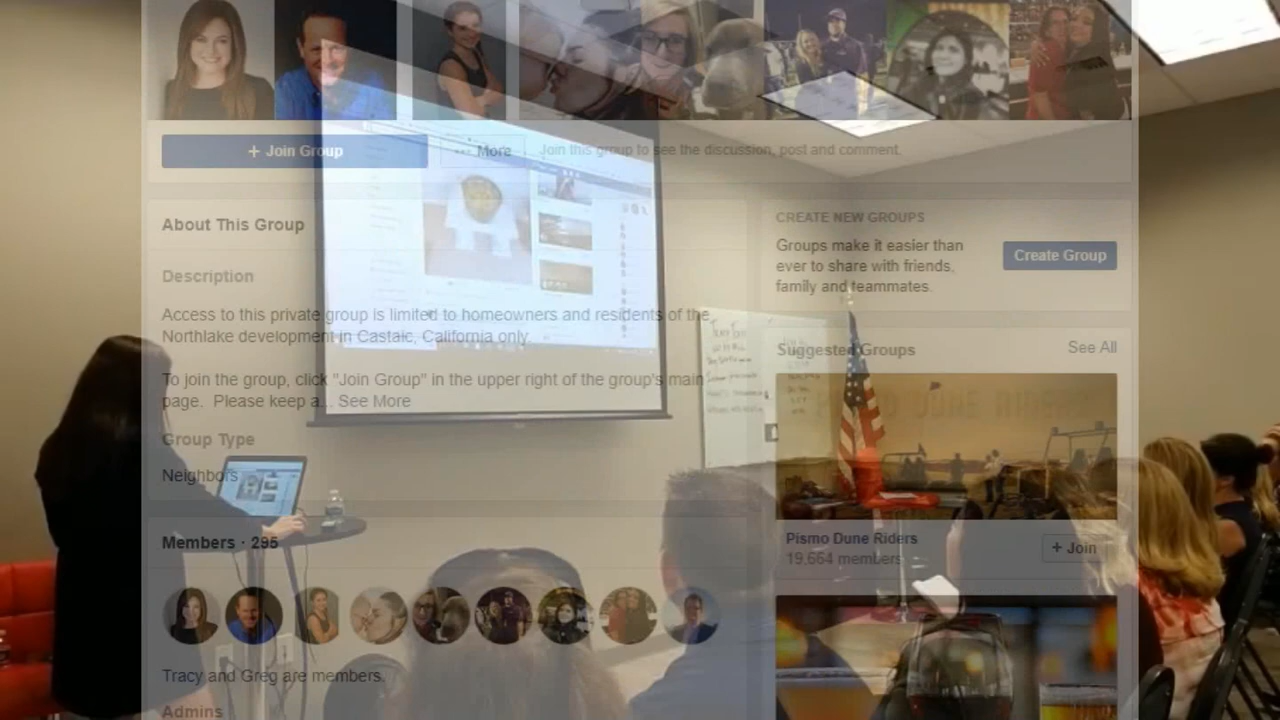 + Join Group
··· More
Join this group to see the discussion, post and comment.
About This Group
CREATE NEW GROUPS
Groups make it easier than
ever to share with friends,
family and teammates.
Create Group
Description
Access to this private group is limited to homeowners and residents of the
Northlake development in Castaic, California only.
To join the group, click "Join Group" in the upper right of the group's main
page. Please keep a... See More
Group Type
Neighbors
Suggested Groups
See All
Pismo Dune Riders
19,664 members
+ Join
Members · 295
Tracy and Greg are members.
Admins